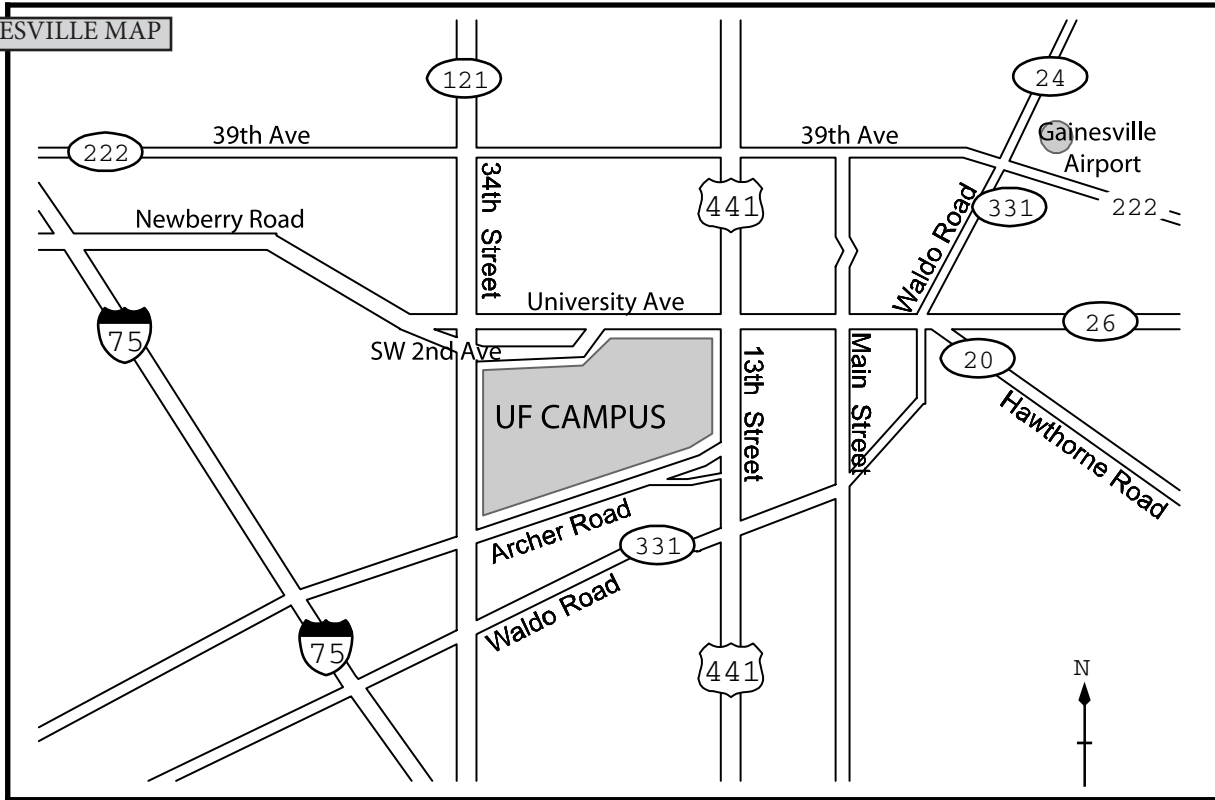 ESVILLE MAP
121
24
39th Ave
39th Ave
Gainesville
Airport
222
34th Street
441
331
222
Newberry Road
Waldo Road
University Ave
26
75
SW 2nd Ave
13th Street
Main Street
20
UF CAMPUS
Hawthorne Road
Archer Road
331
Waldo Road
75
441
N